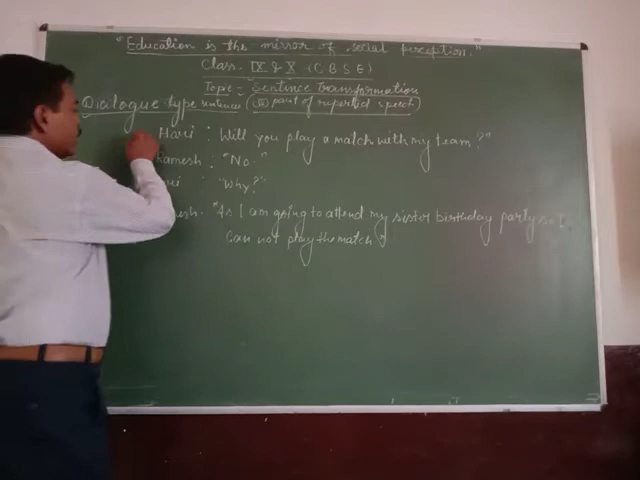 "Education is the mirror of social perception."
Class. IX & X (CBSE)
Topic - Sentence Transformation
Dialogue-type sentences ( part of reported speech)
Hari : Will you play a match with my team?"
Ramesh : "No."
"Why?"
"As I am going to attend my sister birthday party so I
Can not play the match